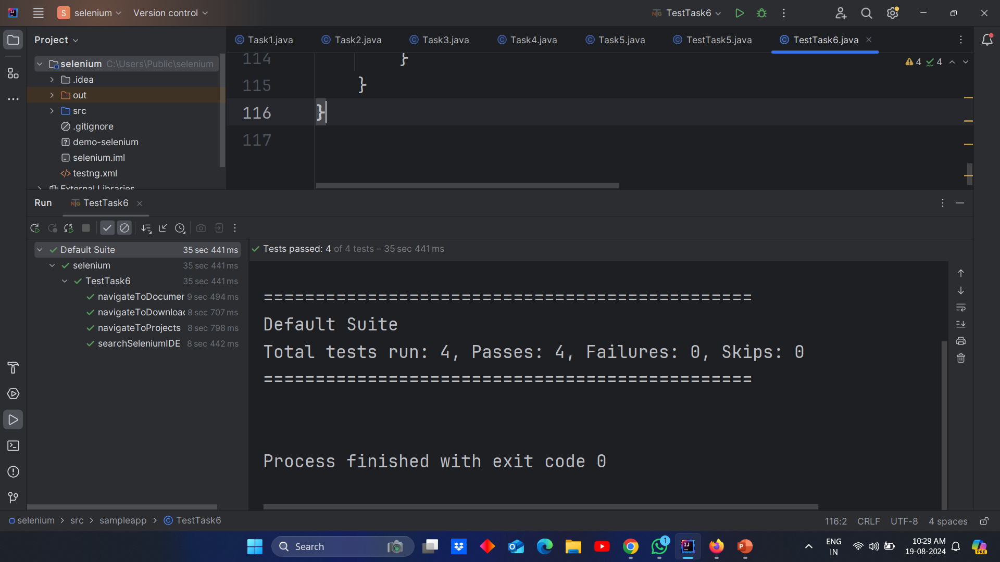 S selenium Version control TestTask6
Project
Task1.java Task2.java Task3.java Task4.java Task5.java TestTask5.java TestTask6.java
selenium C:\Users\Public\selenium
.idea
out
src
.gitignore
demo-selenium
selenium.iml
testng.xml
External Libraries
4 4
114 }
115 }
116 }
117
Run TestTask6
Default Suite 35 sec 441 ms
selenium 35 sec 441 ms
TestTask6 35 sec 441 ms
navigateToDocumen 9 sec 494 ms
navigateToDownload 8 sec 707 ms
navigateToProjects 8 sec 798 ms
searchSeleniumIDE 8 sec 442 ms
Tests passed: 4 of 4 tests – 35 sec 441 ms
===============================================
Default Suite
Total tests run: 4, Passes: 4, Failures: 0, Skips: 0
===============================================
Process finished with exit code 0
selenium > src > sampleapp > TestTask6
116:2 CRLF UTF-8 4 spaces
Search
1
ENG
IN
10:29 AM
19-08-2024
PRE